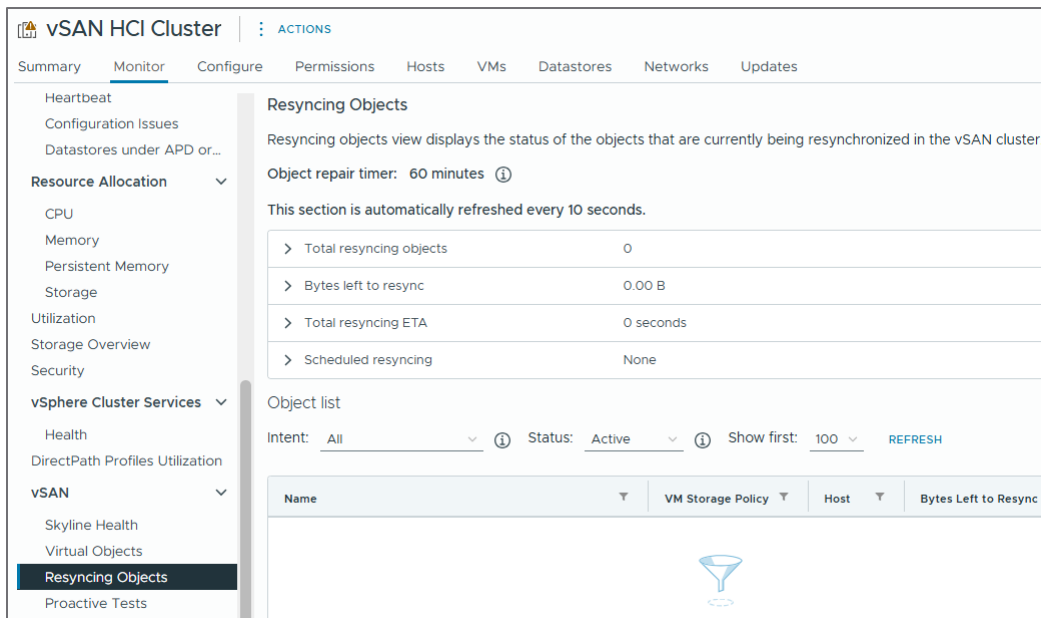 vSAN HCI Cluster
ACTIONS
Summary Monitor Configure Permissions Hosts VMs Datastores Networks Updates
Heartbeat
Configuration Issues
Datastores under APD or...
Resource Allocation
CPU
Memory
Persistent Memory
Storage
Utilization
Storage Overview
Security
vSphere Cluster Services
Health
DirectPath Profiles Utilization
vSAN
Skyline Health
Virtual Objects
Resyncing Objects
Proactive Tests
Resyncing Objects
Resyncing objects view displays the status of the objects that are currently being resynchronized in the vSAN cluster
Object repair timer: 60 minutes
This section is automatically refreshed every 10 seconds.
Total resyncing objects 0
Bytes left to resync 0.00 B
Total resyncing ETA 0 seconds
Scheduled resyncing None
Object list
Intent: All Status: Active Show first: 100 REFRESH
Name VM Storage Policy Host Bytes Left to Resync